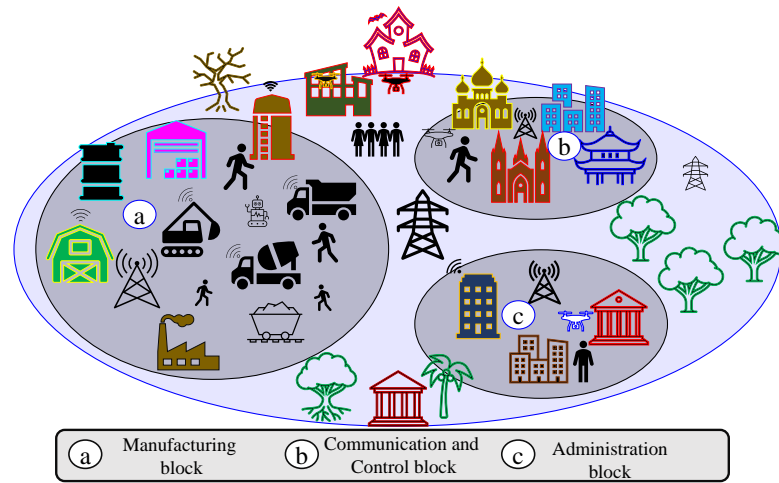 b
a
c
a Manufacturing block
b Communication and Control block
c Administration block